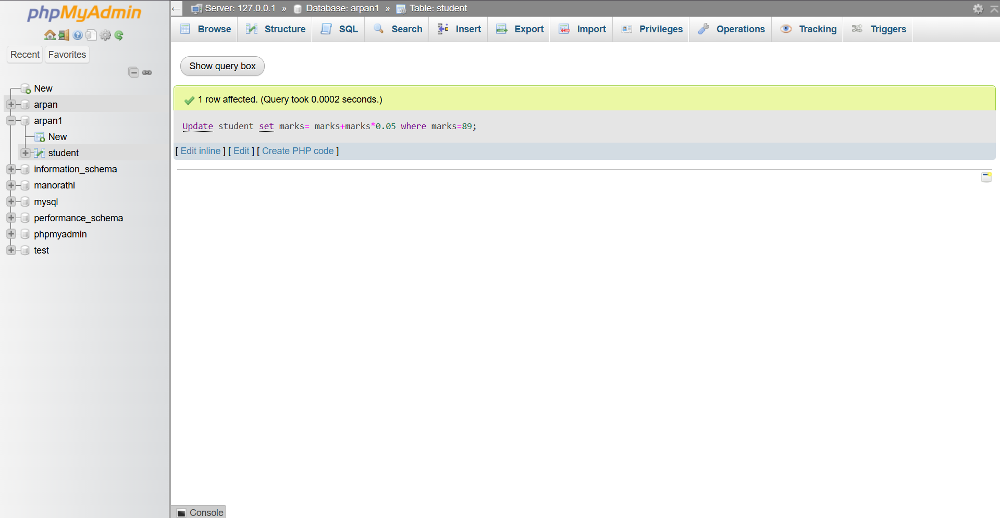 phpMyAdmin
Recent Favorites
New
arpan
arpan1
New
student
information_schema
manorathi
mysql
performance_schema
phpmyadmin
test
Server: 127.0.0.1 » Database: arpan1 » Table: student
Browse Structure SQL Search Insert Export Import Privileges Operations Tracking Triggers
Show query box
1 row affected. (Query took 0.0002 seconds.)
Update student set marks= marks+marks*0.05 where marks=89;
[ Edit inline ] [ Edit ] [ Create PHP code ]
Console